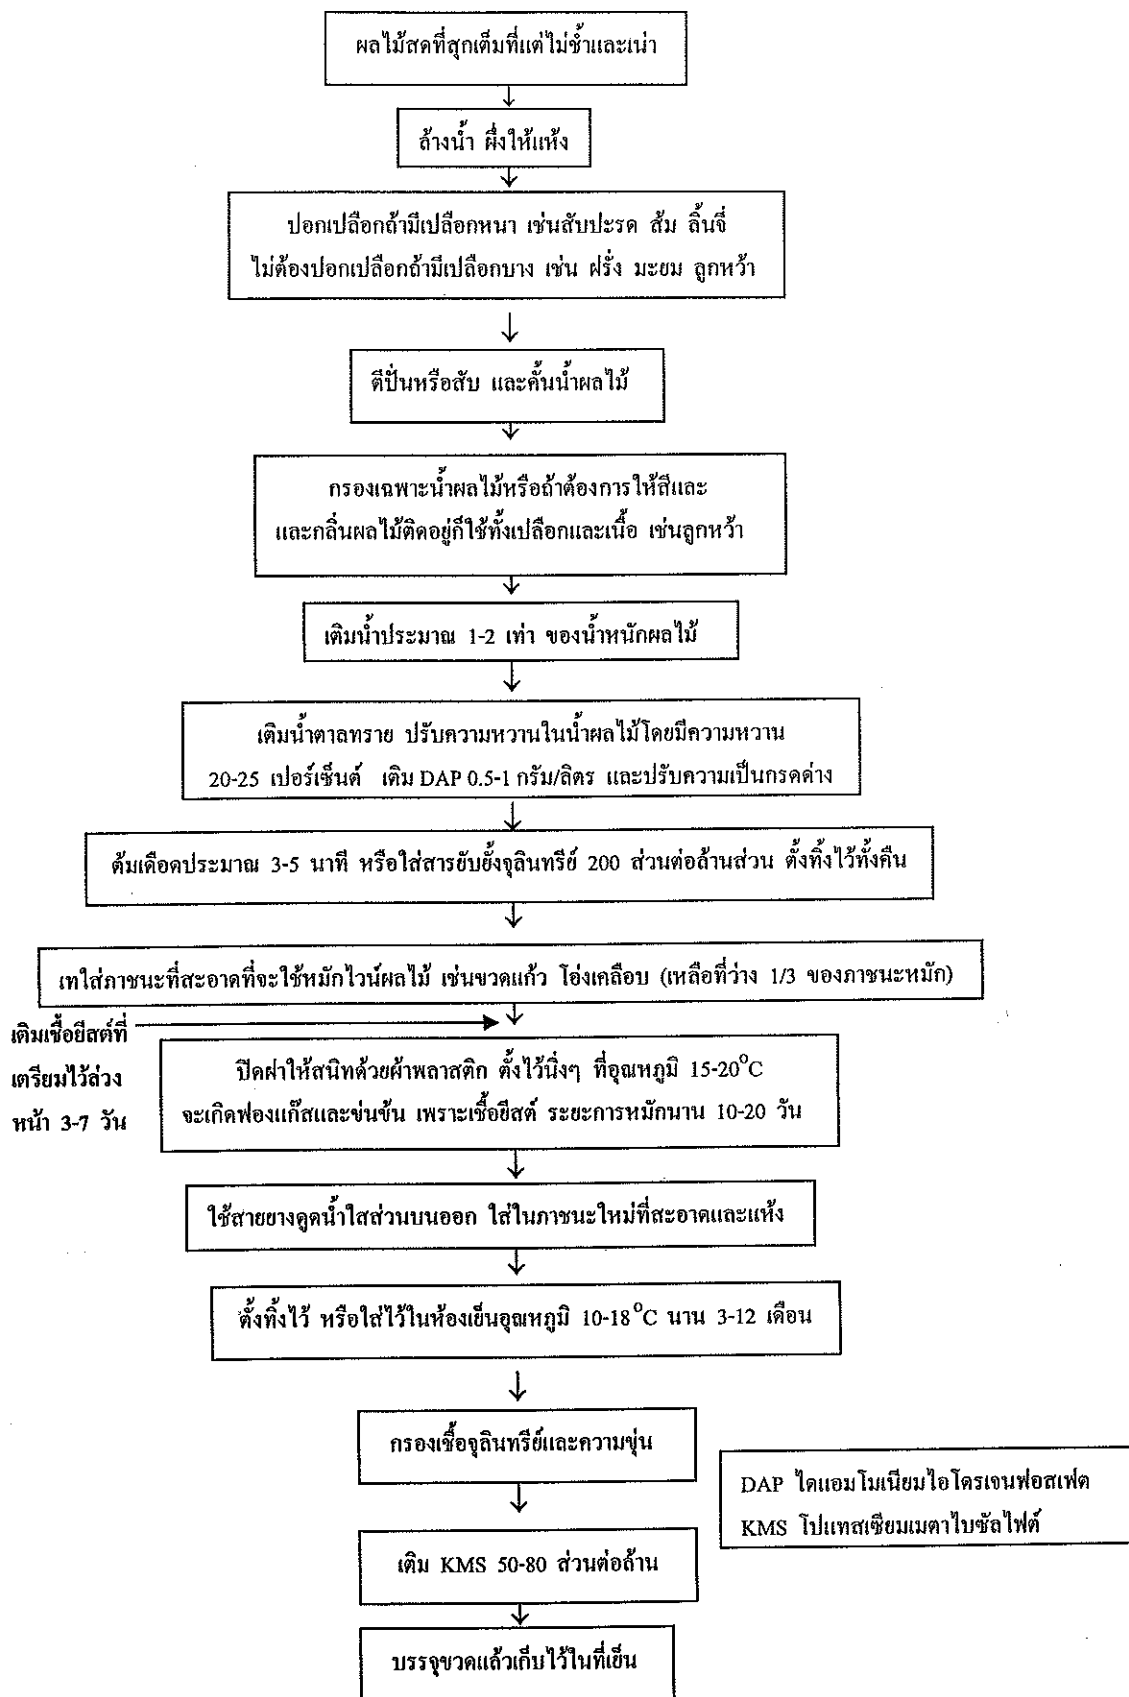 ผลไม้สดที่สุกเต็มที่แต่ไม่ช้ำและเน่า
ล้างน้ำ ผึ่งให้แห้ง
ปอกเปลือกถ้ามีเปลือกหนา เช่นสับปะรด ส้ม ลิ้นจี่
ไม่ต้องปอกเปลือกถ้ามีเปลือกบาง เช่น ฝรั่ง มะยม ลูกหว้า
ตีปั่นหรือสับ และคั้นน้ำผลไม้
กรองเฉพาะน้ำผลไม้หรือถ้าต้องการให้สีและ
และกลิ่นผลไม้ติดอยู่ก็ใช้ทั้งเปลือกและเนื้อ เช่นลูกหว้า
เติมน้ำประมาณ 1-2 เท่า ของน้ำหนักผลไม้
เติมน้ำตาลทราย ปรับความหวานในน้ำผลไม้โดยมีความหวาน
20-25 เปอร์เซ็นต์ เติม DAP 0.5-1 กรัม/ลิตร และปรับความเป็นกรดด่าง
ต้มเดือดประมาณ 3-5 นาที หรือใส่สารยับยั้งจุลินทรีย์ 200 ส่วนต่อล้านส่วน ตั้งทิ้งไว้ทั้งคืน
เทใส่ภาชนะที่สะอาดที่จะใช้หมักไวน์ผลไม้ เช่นขวดแก้ว โอ่งเคลือบ (เหลือที่ว่าง 1/3 ของภาชนะหมัก)
เติมเชื้อยีสต์ที่
เตรียมไว้ล่วง
หน้า 3-7 วัน
ปิดฝาให้สนิทด้วยผ้าพลาสติก ตั้งไว้นิ่งๆ ที่อุณหภูมิ 15-20°C
จะเกิดฟองแก๊สและข่นขัน เพราะเชื้อยีสต์ ระยะการหมักนาน 10-20 วัน
ใช้สายยางดูดน้ำใสส่วนบนออก ใส่ในภาชนะใหม่ที่สะอาดและแห้ง
ตั้งทิ้งไว้ หรือใส่ไว้ในห้องเย็นอุณหภูมิ 10-18°C นาน 3-12 เดือน
กรองเชื้อจุลินทรีย์และความขุ่น
DAP ไดแอมโมเนียมไฮโดรเจนฟอสเฟต
KMS โปแทสเซียมเมตาไบซัลไฟต์
เติม KMS 50-80 ส่วนต่อล้าน
บรรจุขวดแล้วเก็บไว้ในที่เย็น